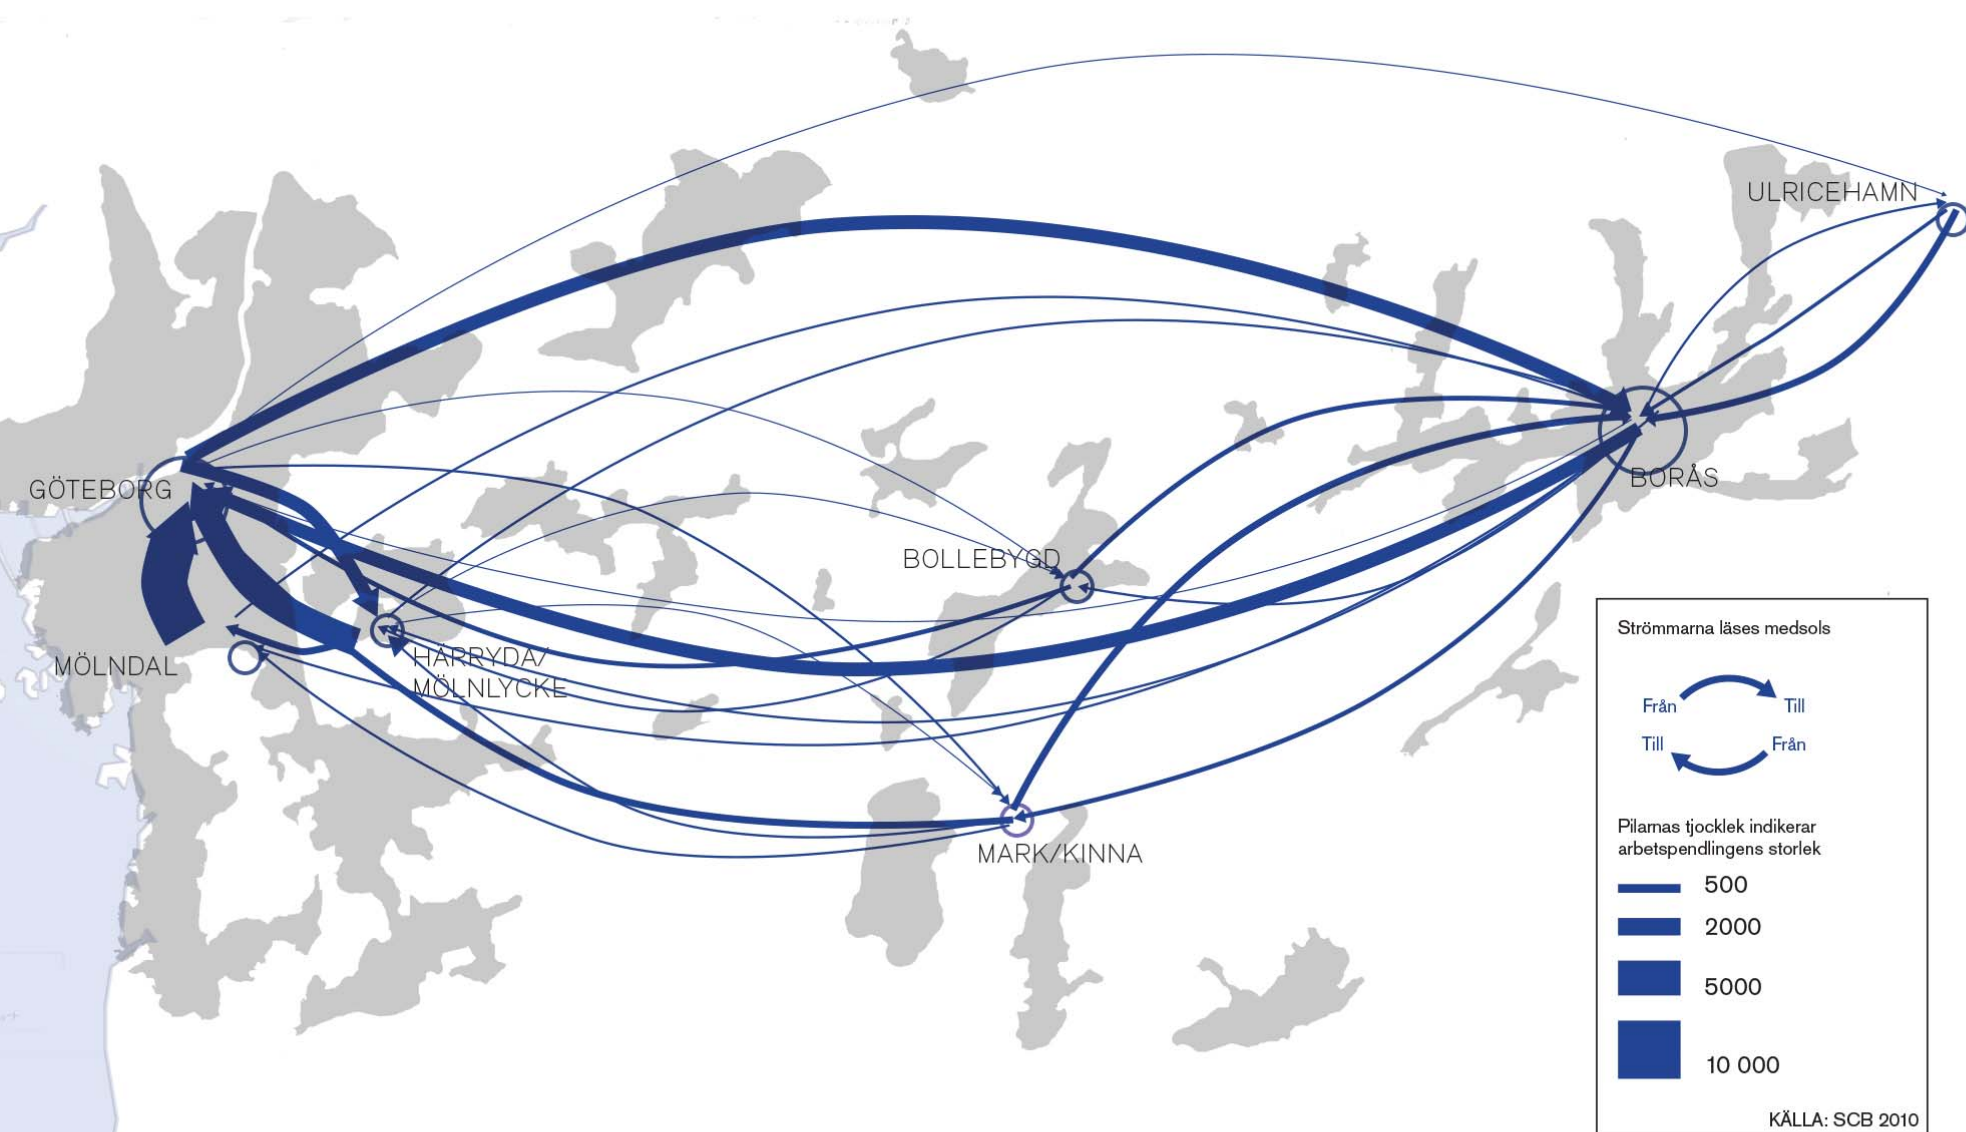 ULRICEHAMN
GÖTEBORG
BORÅS
BOLLEBYGD
MÖLNDAL
HÄRRYDA/
MÖLNLYCKE
MARK/KINNA
Strömmarna läses medsols
Från
Till
Till
Från
Pilarnas tjocklek indikerar
arbetspendlingens storlek
500
2000
5000
10 000
KÄLLA: SCB 2010